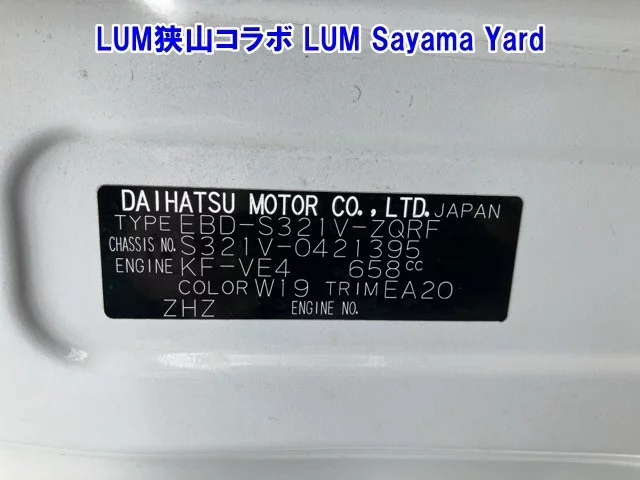 LUM狭山コラボ LUM Sayama Yard
DAIHATSU MOTOR CO.,LTD. JAPAN
TYPE EBD-S321V-ZQRF
CHASSIS NO. S321V-0421395
ENGINE KF-VE4 658cc
COLOR W19 TRIM EA20
ZHZ ENGINE NO.